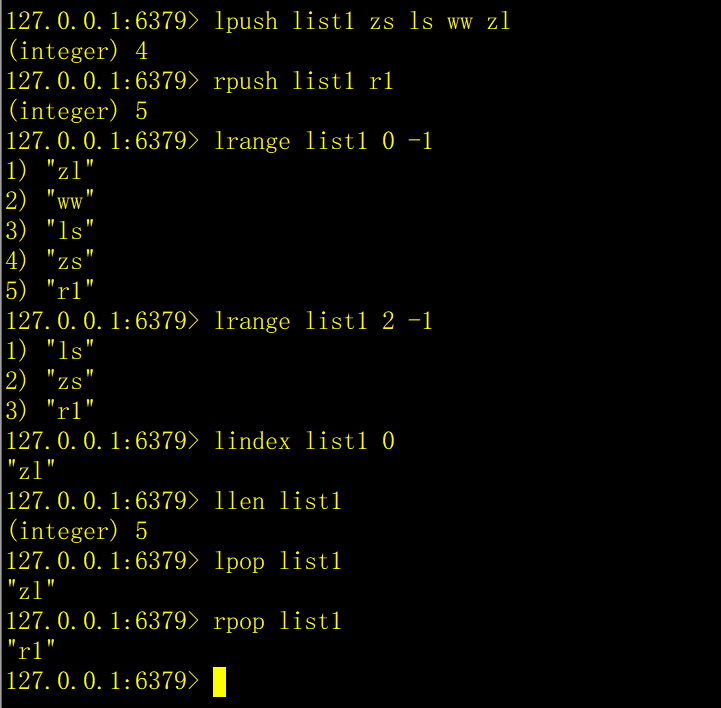 127.0.0.1:6379> lpush list1 zs ls ww zl
(integer) 4
127.0.0.1:6379> rpush list1 r1
(integer) 5
127.0.0.1:6379> lrange list1 0 -1
1) "zl"
2) "ww"
3) "ls"
4) "zs"
5) "r1"
127.0.0.1:6379> lrange list1 2 -1
1) "ls"
2) "zs"
3) "r1"
127.0.0.1:6379> lindex list1 0
"zl"
127.0.0.1:6379> llen list1
(integer) 5
127.0.0.1:6379> lpop list1
"zl"
127.0.0.1:6379> rpop list1
"r1"
127.0.0.1:6379>